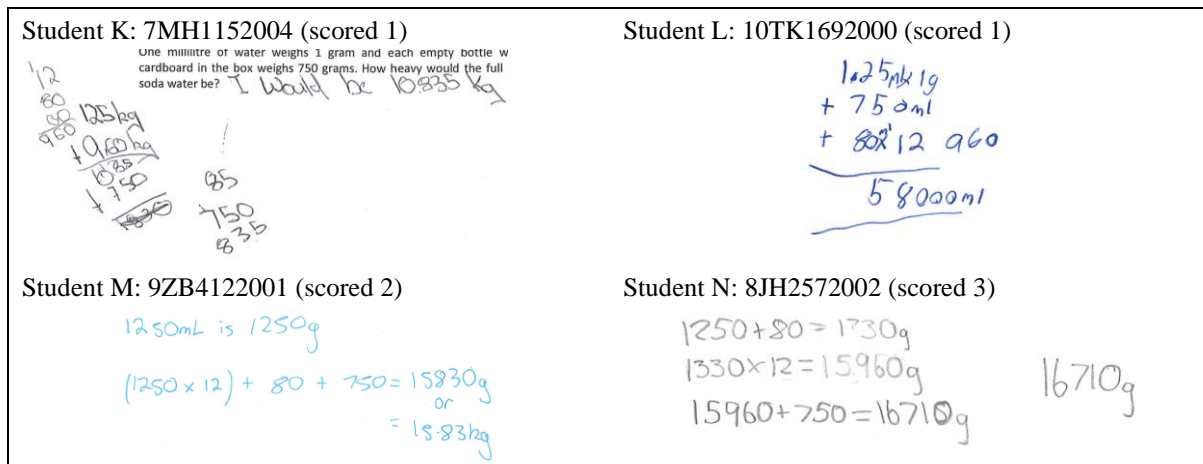 Student K: 7MH1152004 (scored 1)
One millilitre of water weighs 1 gram and each empty bottle w
cardboard in the box weighs 750 grams. How heavy would the full
soda water be? I would be 10.835 kg
12
80
80
960
125kg
+ 960kg
1085
+ 750
85
+750
835
Student L: 10TK1692000 (scored 1)
1.25ml x 1g
+ 750ml
+ 80ml x 12 960
58000ml
Student M: 9ZB4122001 (scored 2)
1250mL is 1250g
(1250 x 12) + 80 + 750 = 15830g
or
= 15.83kg
Student N: 8JH2572002 (scored 3)
1250+80=1330g
1330x12=15960g
15960+750=16710g
16710g